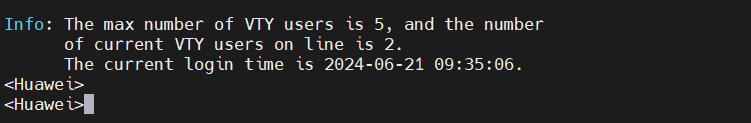 Info: The max number of VTY users is 5, and the number
of current VTY users on line is 2.
The current login time is 2024-06-21 09:35:06.
<Huawei>
<Huawei>